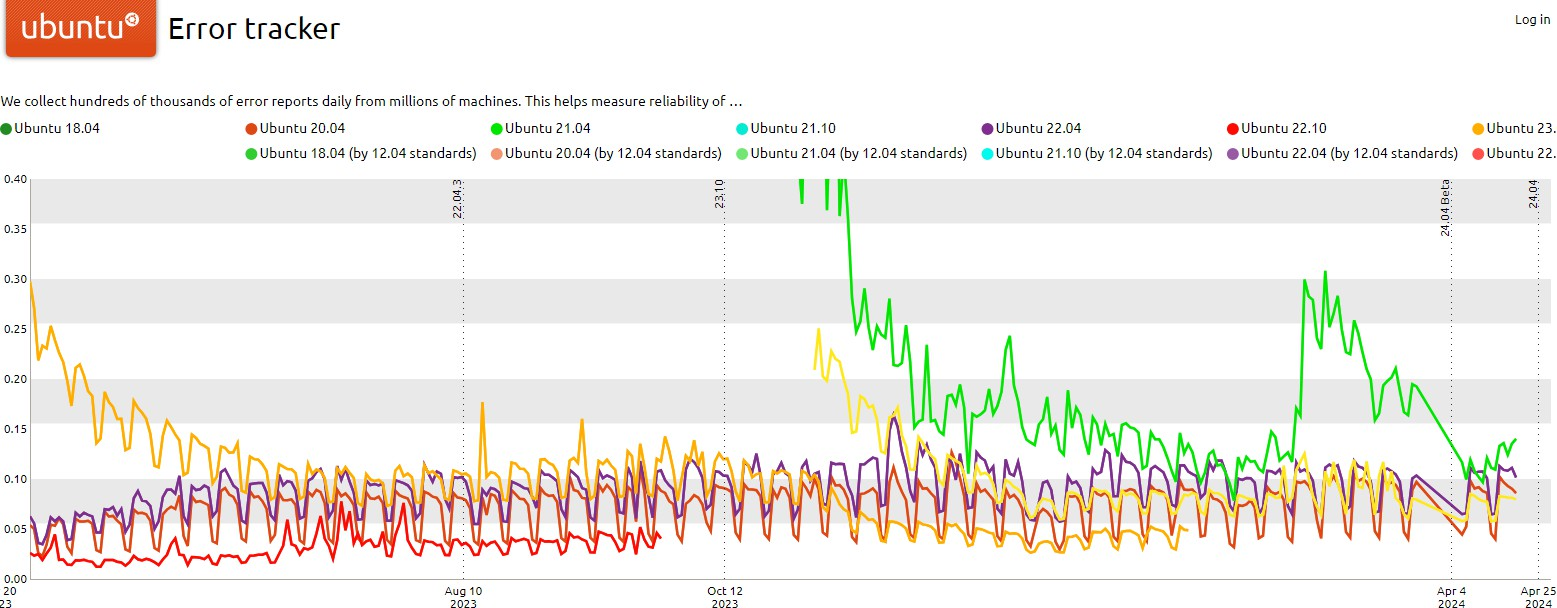 ubuntu Error tracker
Log in
We collect hundreds of thousands of error reports daily from millions of machines. This helps measure reliability of …
Ubuntu 18.04 Ubuntu 20.04 Ubuntu 21.04 Ubuntu 21.10 Ubuntu 22.04 Ubuntu 22.10 Ubuntu 23.
Ubuntu 18.04 (by 12.04 standards) Ubuntu 20.04 (by 12.04 standards) Ubuntu 21.04 (by 12.04 standards) Ubuntu 21.10 (by 12.04 standards) Ubuntu 22.04 (by 12.04 standards) Ubuntu 22.
0.40
22.04.3
23.10
24.04 Beta
24.04
0.35
0.30
0.25
0.20
0.15
0.10
0.05
0.00
20 Aug 10 Oct 12 Apr 4 Apr 25
23 2023 2023 2024 2024